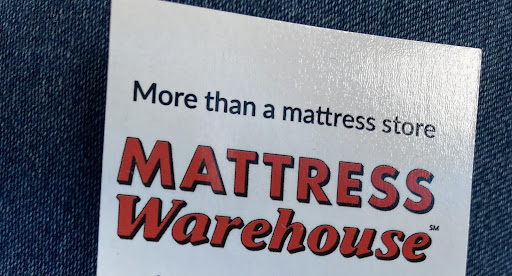 More than a mattress store
MATTRESS
Warehouse℠